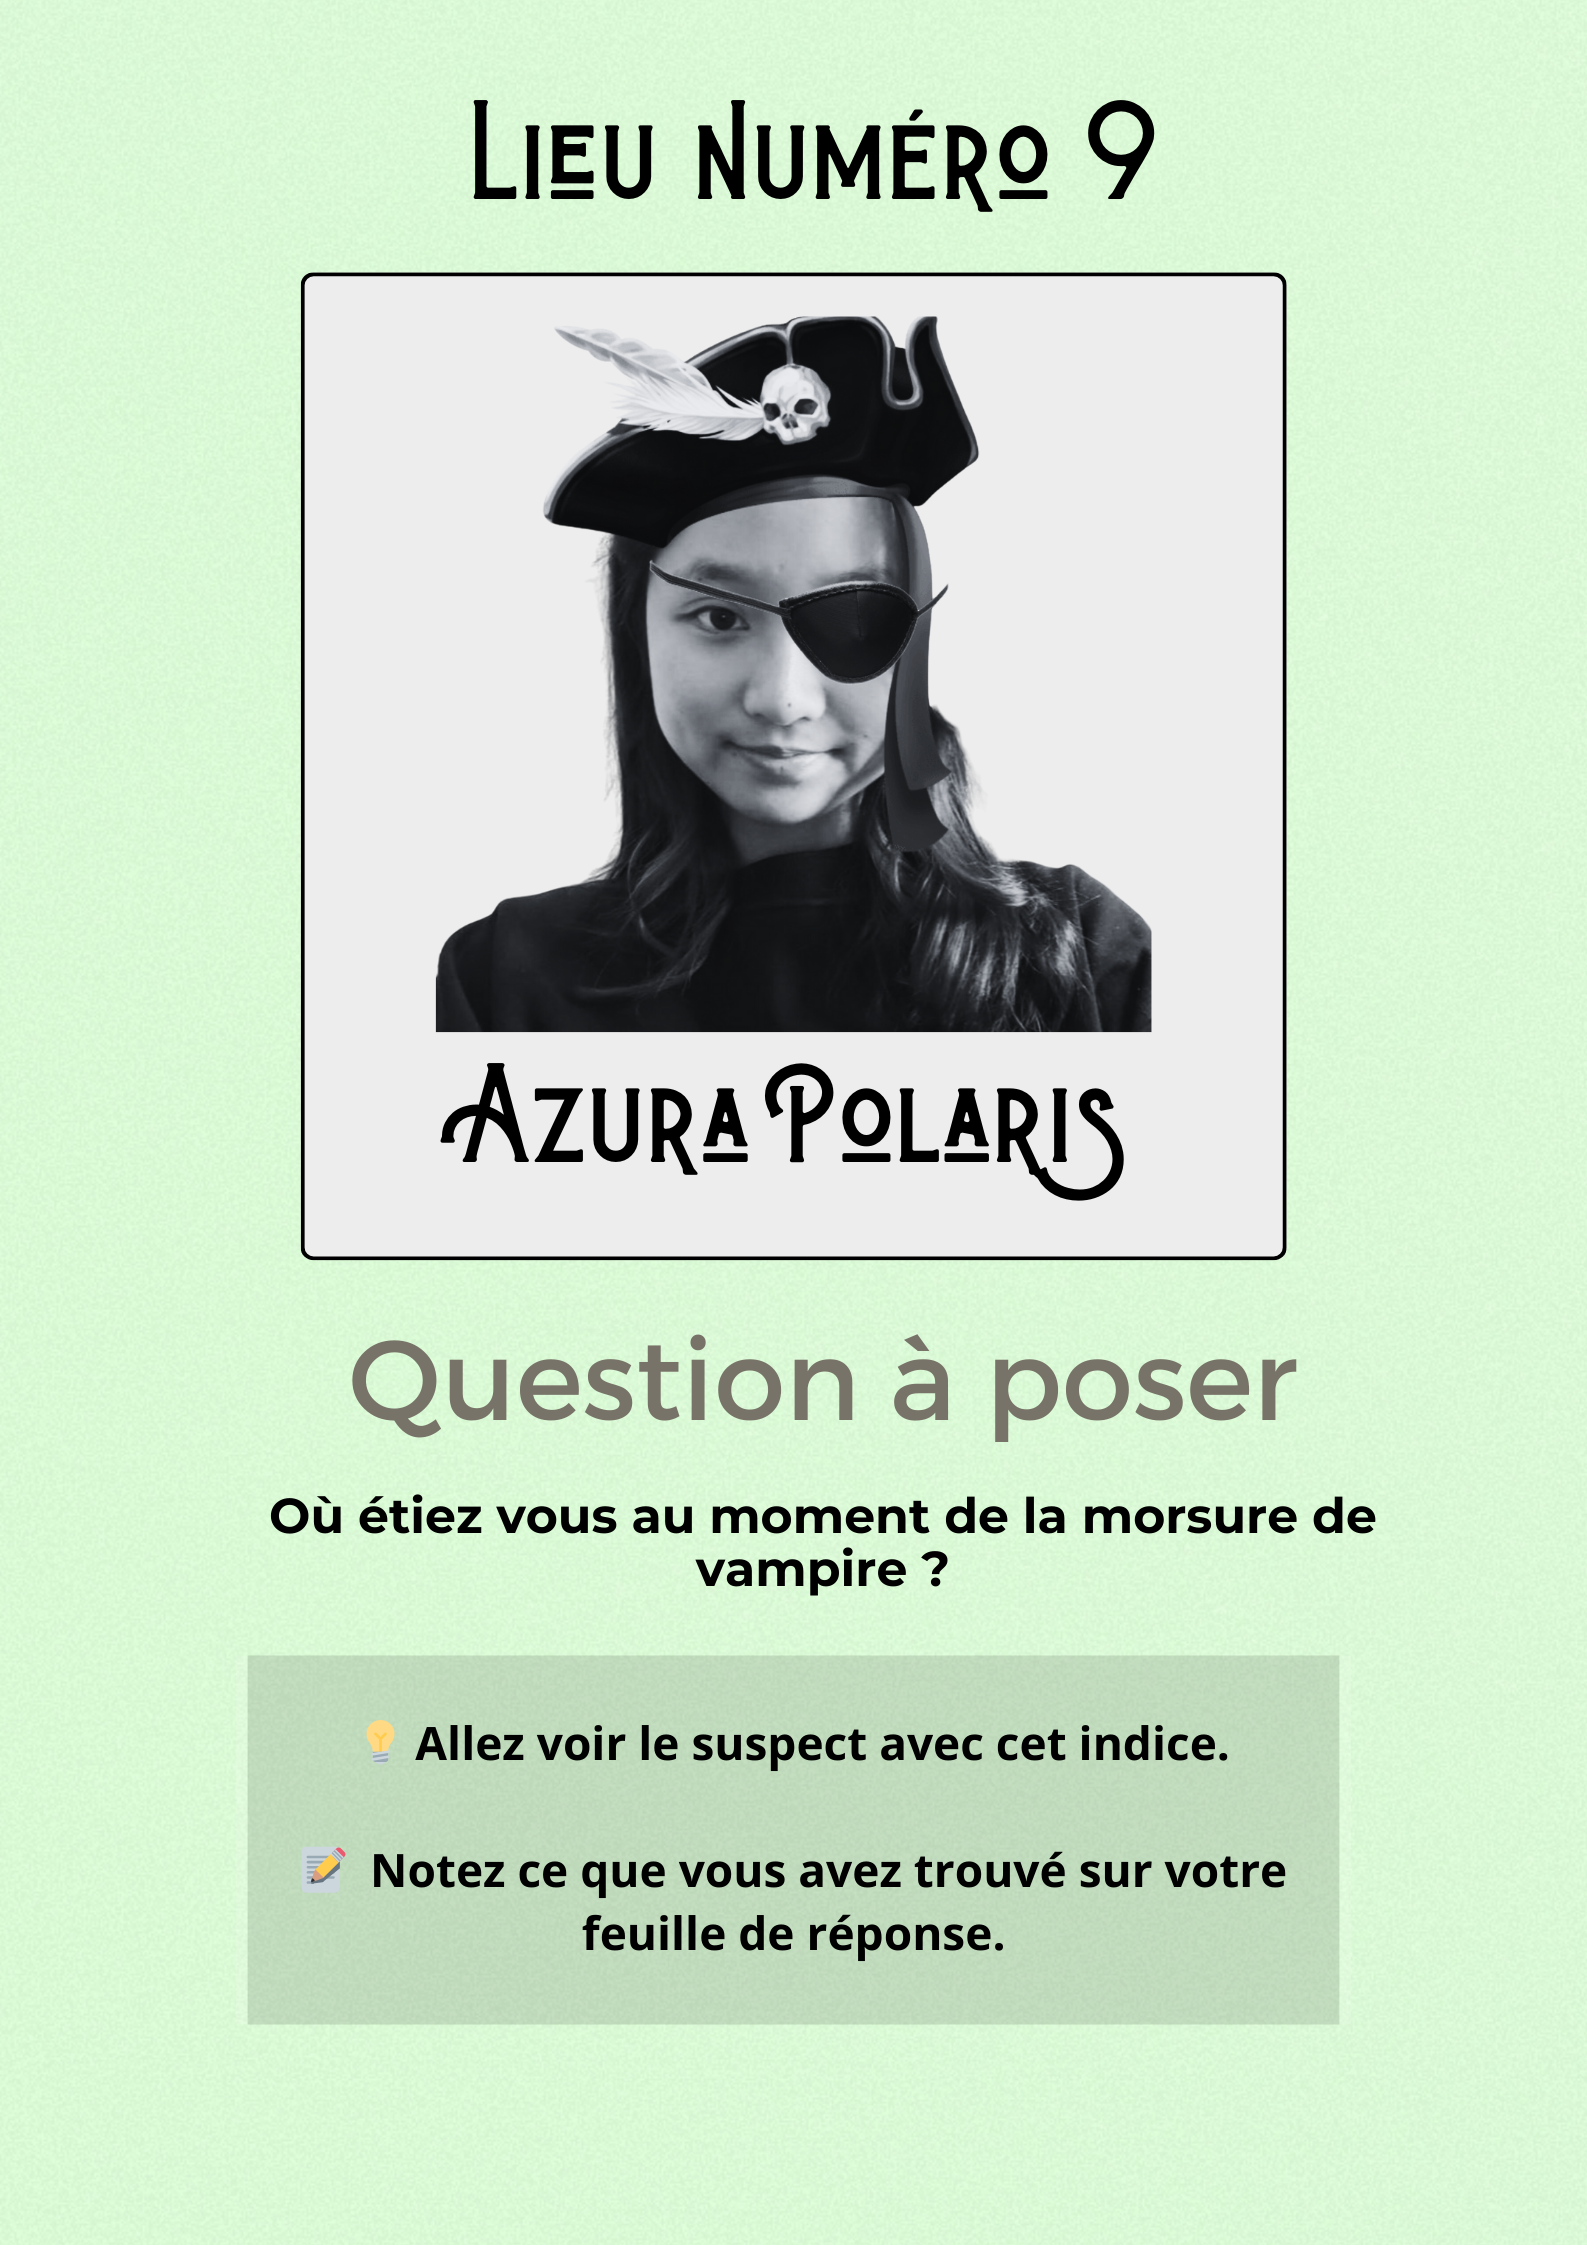 Lieu Numéro 9
Azura Polaris
Question à poser
Où étiez vous au moment de la morsure de
vampire ?
💡 Allez voir le suspect avec cet indice.
📝 Notez ce que vous avez trouvé sur votre
feuille de réponse.